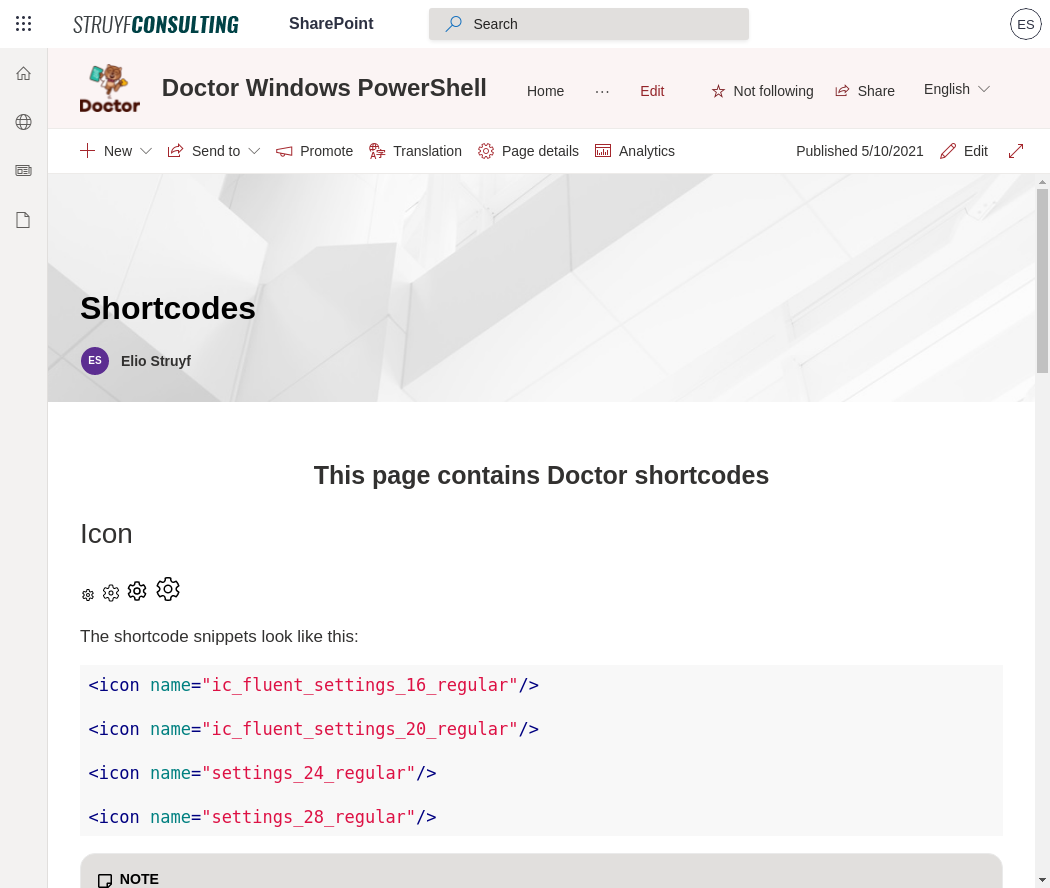 STRUYFCONSULTING
SharePoint
Search
ES
Doctor
Doctor Windows PowerShell
Home
...
Edit
Not following
Share
English
New
Send to
Promote
Translation
Page details
Analytics
Published 5/10/2021
Edit
Shortcodes
ES
Elio Struyf
This page contains Doctor shortcodes
Icon
The shortcode snippets look like this:
<icon name="ic_fluent_settings_16_regular"/>
<icon name="ic_fluent_settings_20_regular"/>
<icon name="settings_24_regular"/>
<icon name="settings_28_regular"/>
NOTE